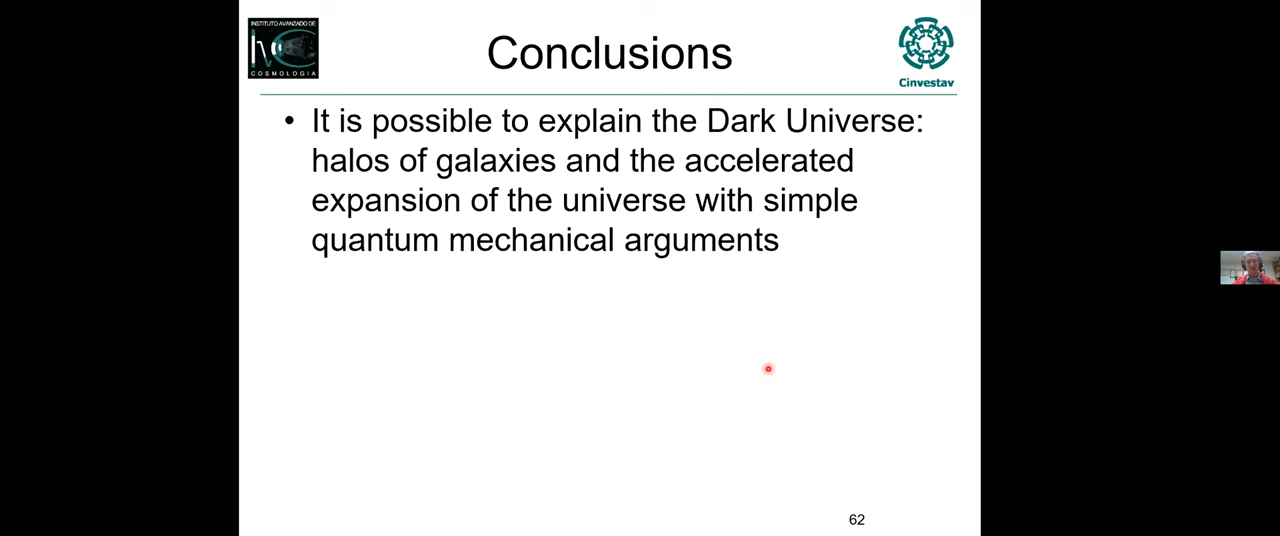 INSTITUTO AVANZADO DE
COSMOLOGIA
Conclusions
Cinvestav
• It is possible to explain the Dark Universe:
halos of galaxies and the accelerated
expansion of the universe with simple
quantum mechanical arguments
62